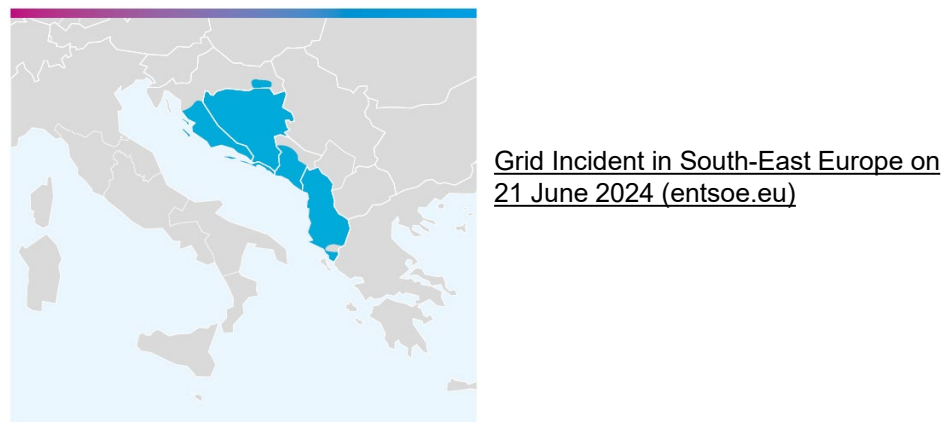 Grid Incident in South-East Europe on
21 June 2024 (entsoe.eu)